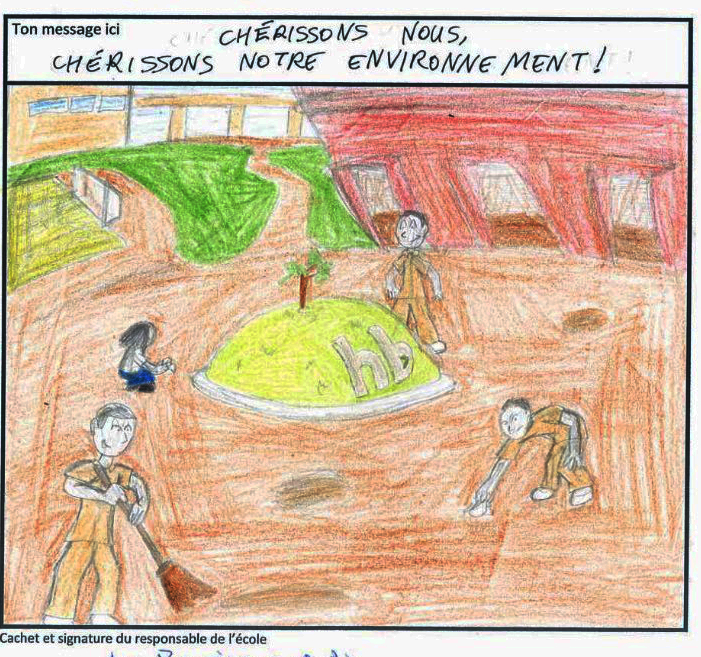 Ton message ici
CHÉRISSONS NOUS,
CHÉRISSONS NOTRE ENVIRONNEMENT!
hb
Cachet et signature du responsable de l'école